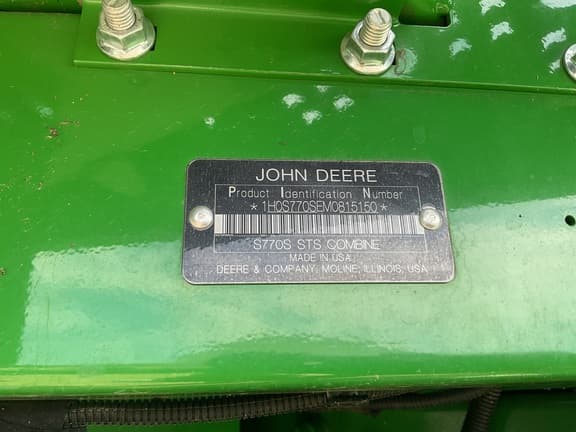 JOHN DEERE
Product Identification Number
*1H0S770SEM0815150*
S770S STS COMBINE
MADE IN USA
DEERE & COMPANY, MOLINE, ILLINOIS, USA